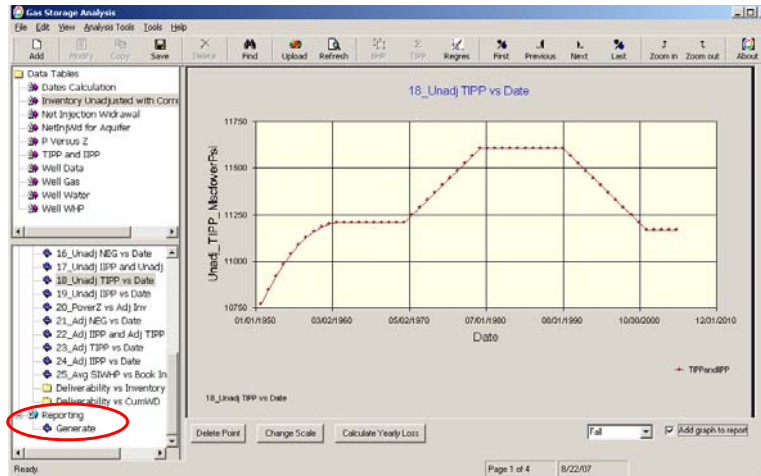 Gas Storage Analysis
File Edit View Analysis Tools Tools Help
Add Modify Copy Save Delete Find Upload Refresh TIPP Regres First Previous Next Last Zoom in Zoom out About
Data Tables
Dates Calculation
Inventory Unadjusted with Corre
Net Injection Widrawal
NetInjWd for Aquifer
P Versus Z
TIPP and IIPP
Well Data
Well Gas
Well Water
Well WHP
16_Unadj NEG vs Date
17_Unadj IIPP and Unadj
18_Unadj TIPP vs Date
19_Unadj IIPP vs Date
20_PoverZ vs Adj Inv
21_Adj NEG vs Date
22_Adj IIPP and Adj TIPP
23_Adj TIPP vs Date
24_Adj IIPP vs Date
25_Avg SIWHP vs Book In
Deliverability vs Inventory
Deliverability vs CumWD
Reporting
Generate
18_Unadj TIPP vs Date
Unadj_TIPP_MscfoverPsi
11750
11500
11250
11000
10750
01/01/1950 03/02/1960 05/02/1970 07/01/1980 08/31/1990 10/30/2000 12/31/2010
Date
TIPPandIIPP
18_Unadj TIPP vs Date
Delete Point Change Scale Calculate Yearly Loss Fall Add graph to report
Ready. Page 1 of 4 8/22/07